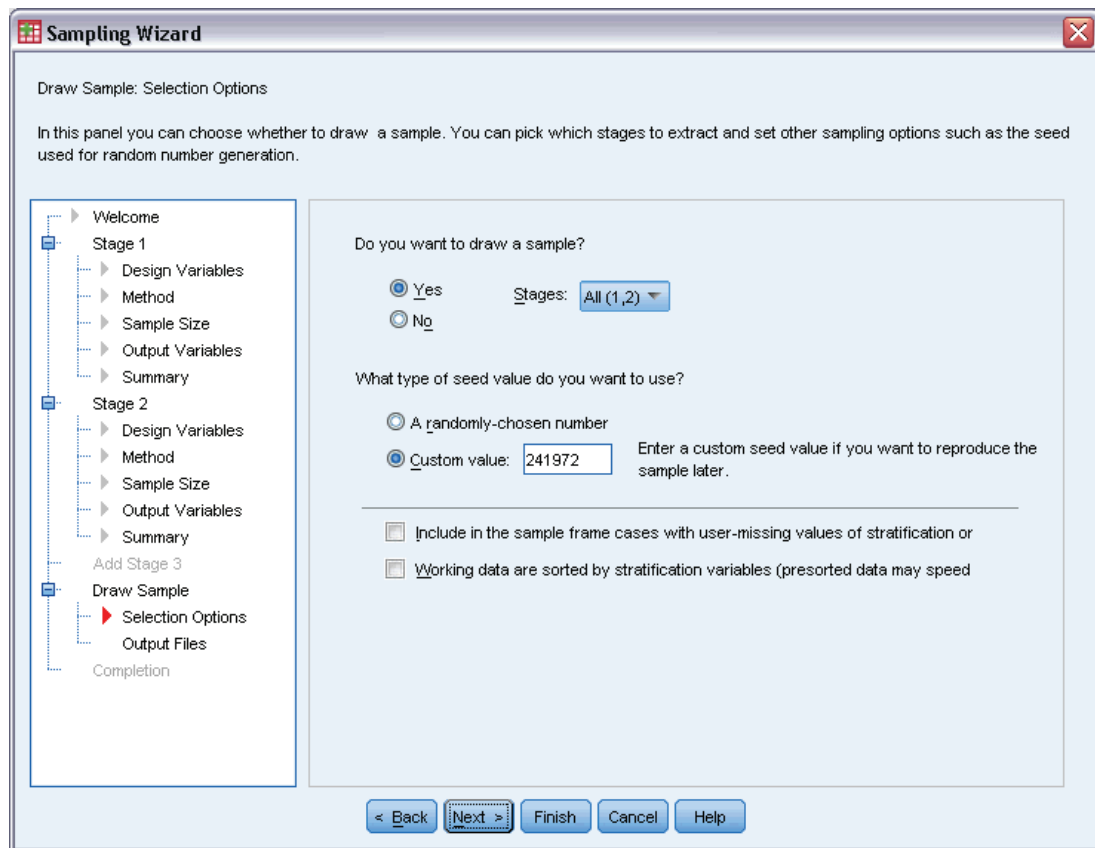 Sampling Wizard
Draw Sample: Selection Options
In this panel you can choose whether to draw a sample. You can pick which stages to extract and set other sampling options such as the seed
used for random number generation.
Welcome
Stage 1
Design Variables
Method
Sample Size
Output Variables
Summary
Stage 2
Design Variables
Method
Sample Size
Output Variables
Summary
Add Stage 3
Draw Sample
Selection Options
Output Files
Completion
Do you want to draw a sample?
Yes
Stages: All (1,2)
No
What type of seed value do you want to use?
A randomly-chosen number
Custom value: 241972
Enter a custom seed value if you want to reproduce the
sample later.
Include in the sample frame cases with user-missing values of stratification or
Working data are sorted by stratification variables (presorted data may speed
< Back Next > Finish Cancel Help